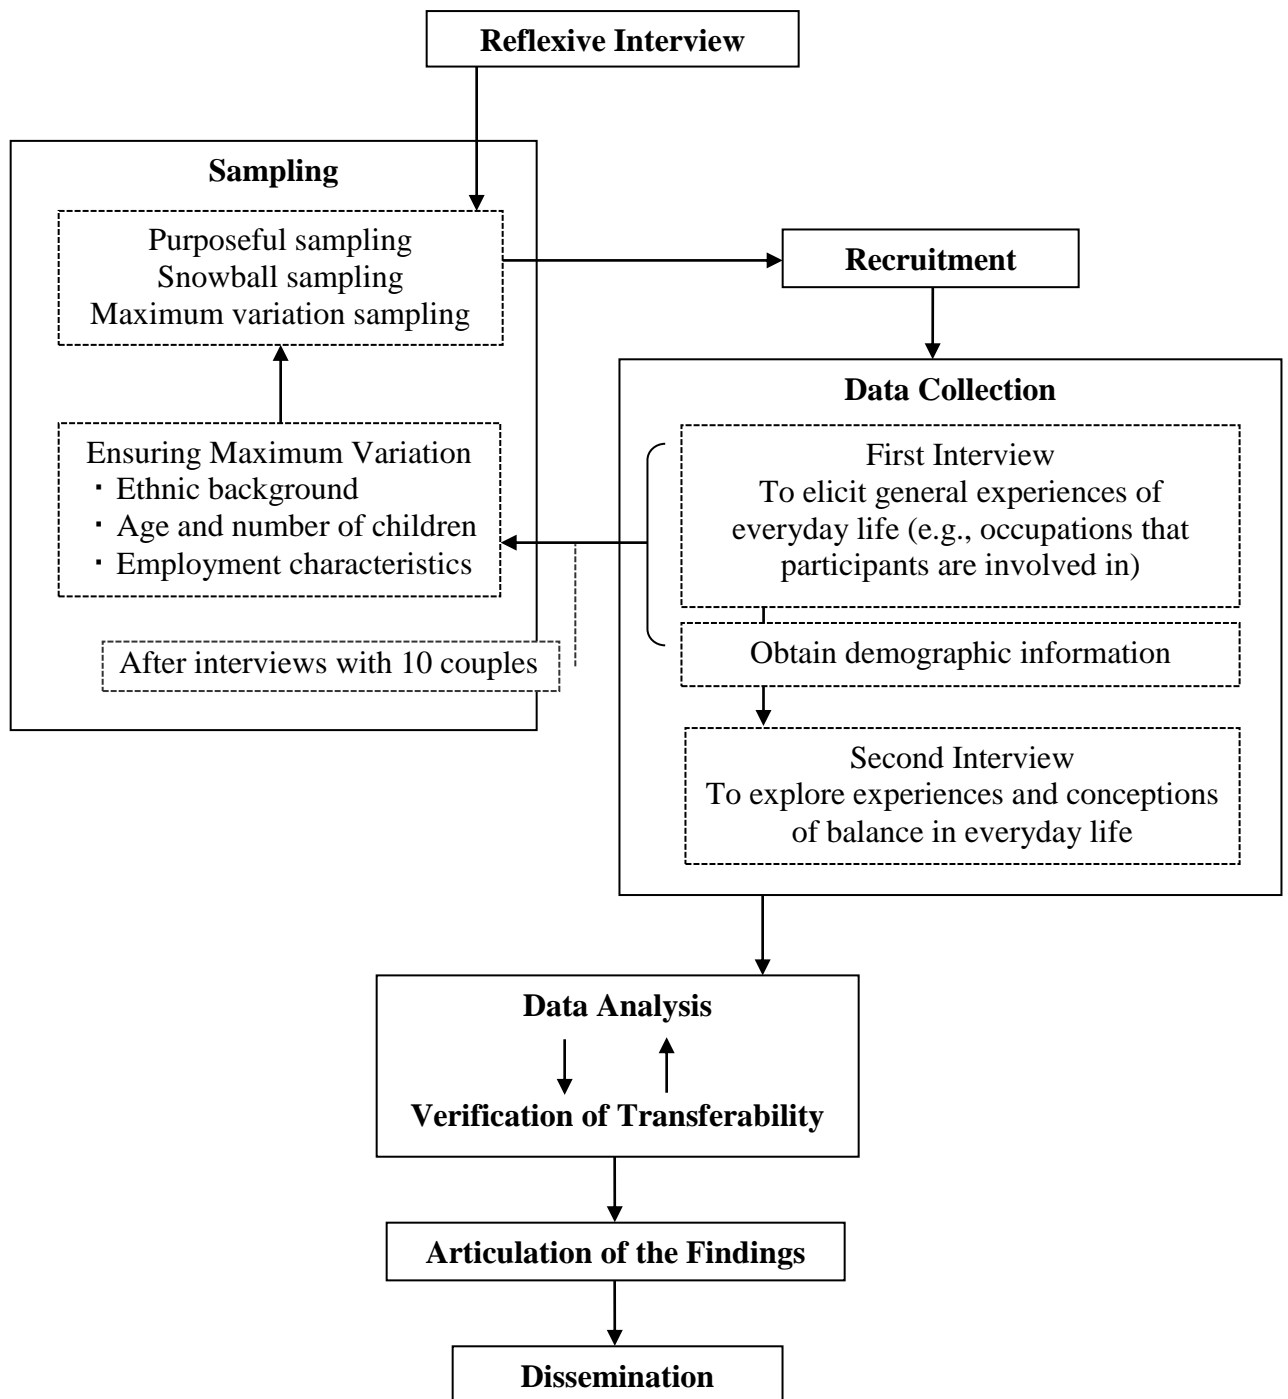 Reflexive Interview
Sampling
Purposeful sampling
Snowball sampling
Maximum variation sampling
Recruitment
Ensuring Maximum Variation
・Ethnic background
・Age and number of children
・Employment characteristics
After interviews with 10 couples
Data Collection
First Interview
To elicit general experiences of
everyday life (e.g., occupations that
participants are involved in)
Obtain demographic information
Second Interview
To explore experiences and conceptions
of balance in everyday life
Data Analysis
Verification of Transferability
Articulation of the Findings
Dissemination